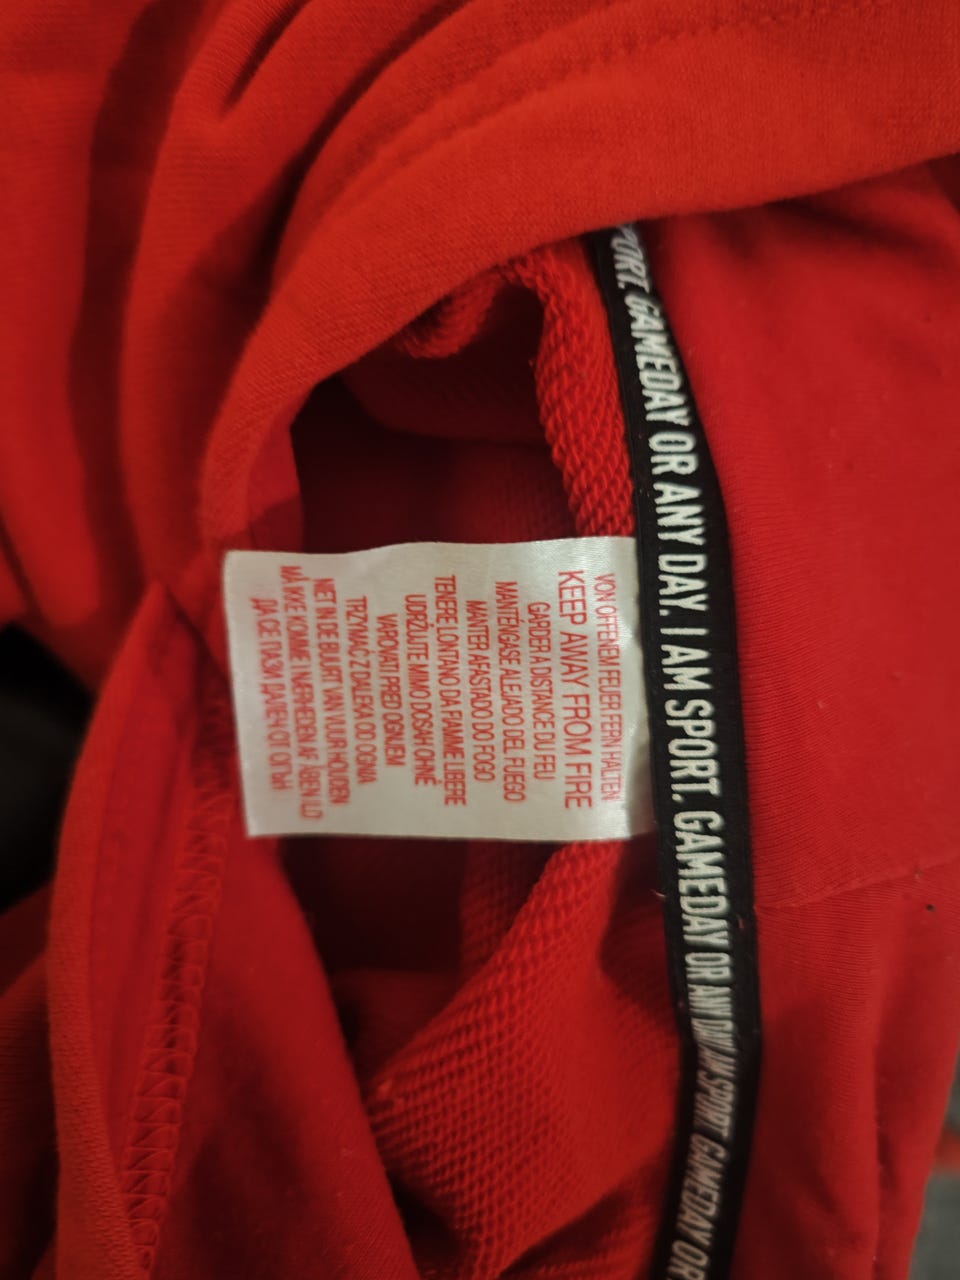 VON OFFENEM FEUER FERN HALTEN
KEEP AWAY FROM FIRE
GARDER A DISTANCE DU FEU
MANTÉNGASE ALEJADO DEL FUEGO
MANTER AFASTADO DO FOGO
TENERE LONTANO DA FIAMME LIBERE
UDRŽUJTE MIMO DOSAH OHNĚ
VAROVATI PRED OGNJEM
TRZYMAĆ Z DALEKA OD OGNIA
NIET IN DE BUURT VAN VUUR HOUDEN
MÅ IKKE KOMME I NÆRHEDEN AF ÅBEN ILD
ДА СЕ ПАЗИ ДАЛЕЧ ОТ ОГЪН
SPORT. GAMEDAY OR ANY DAY. I AM SPORT. GAMEDAY OR ANY DAY. I AM SPORT. GAMEDAY OR